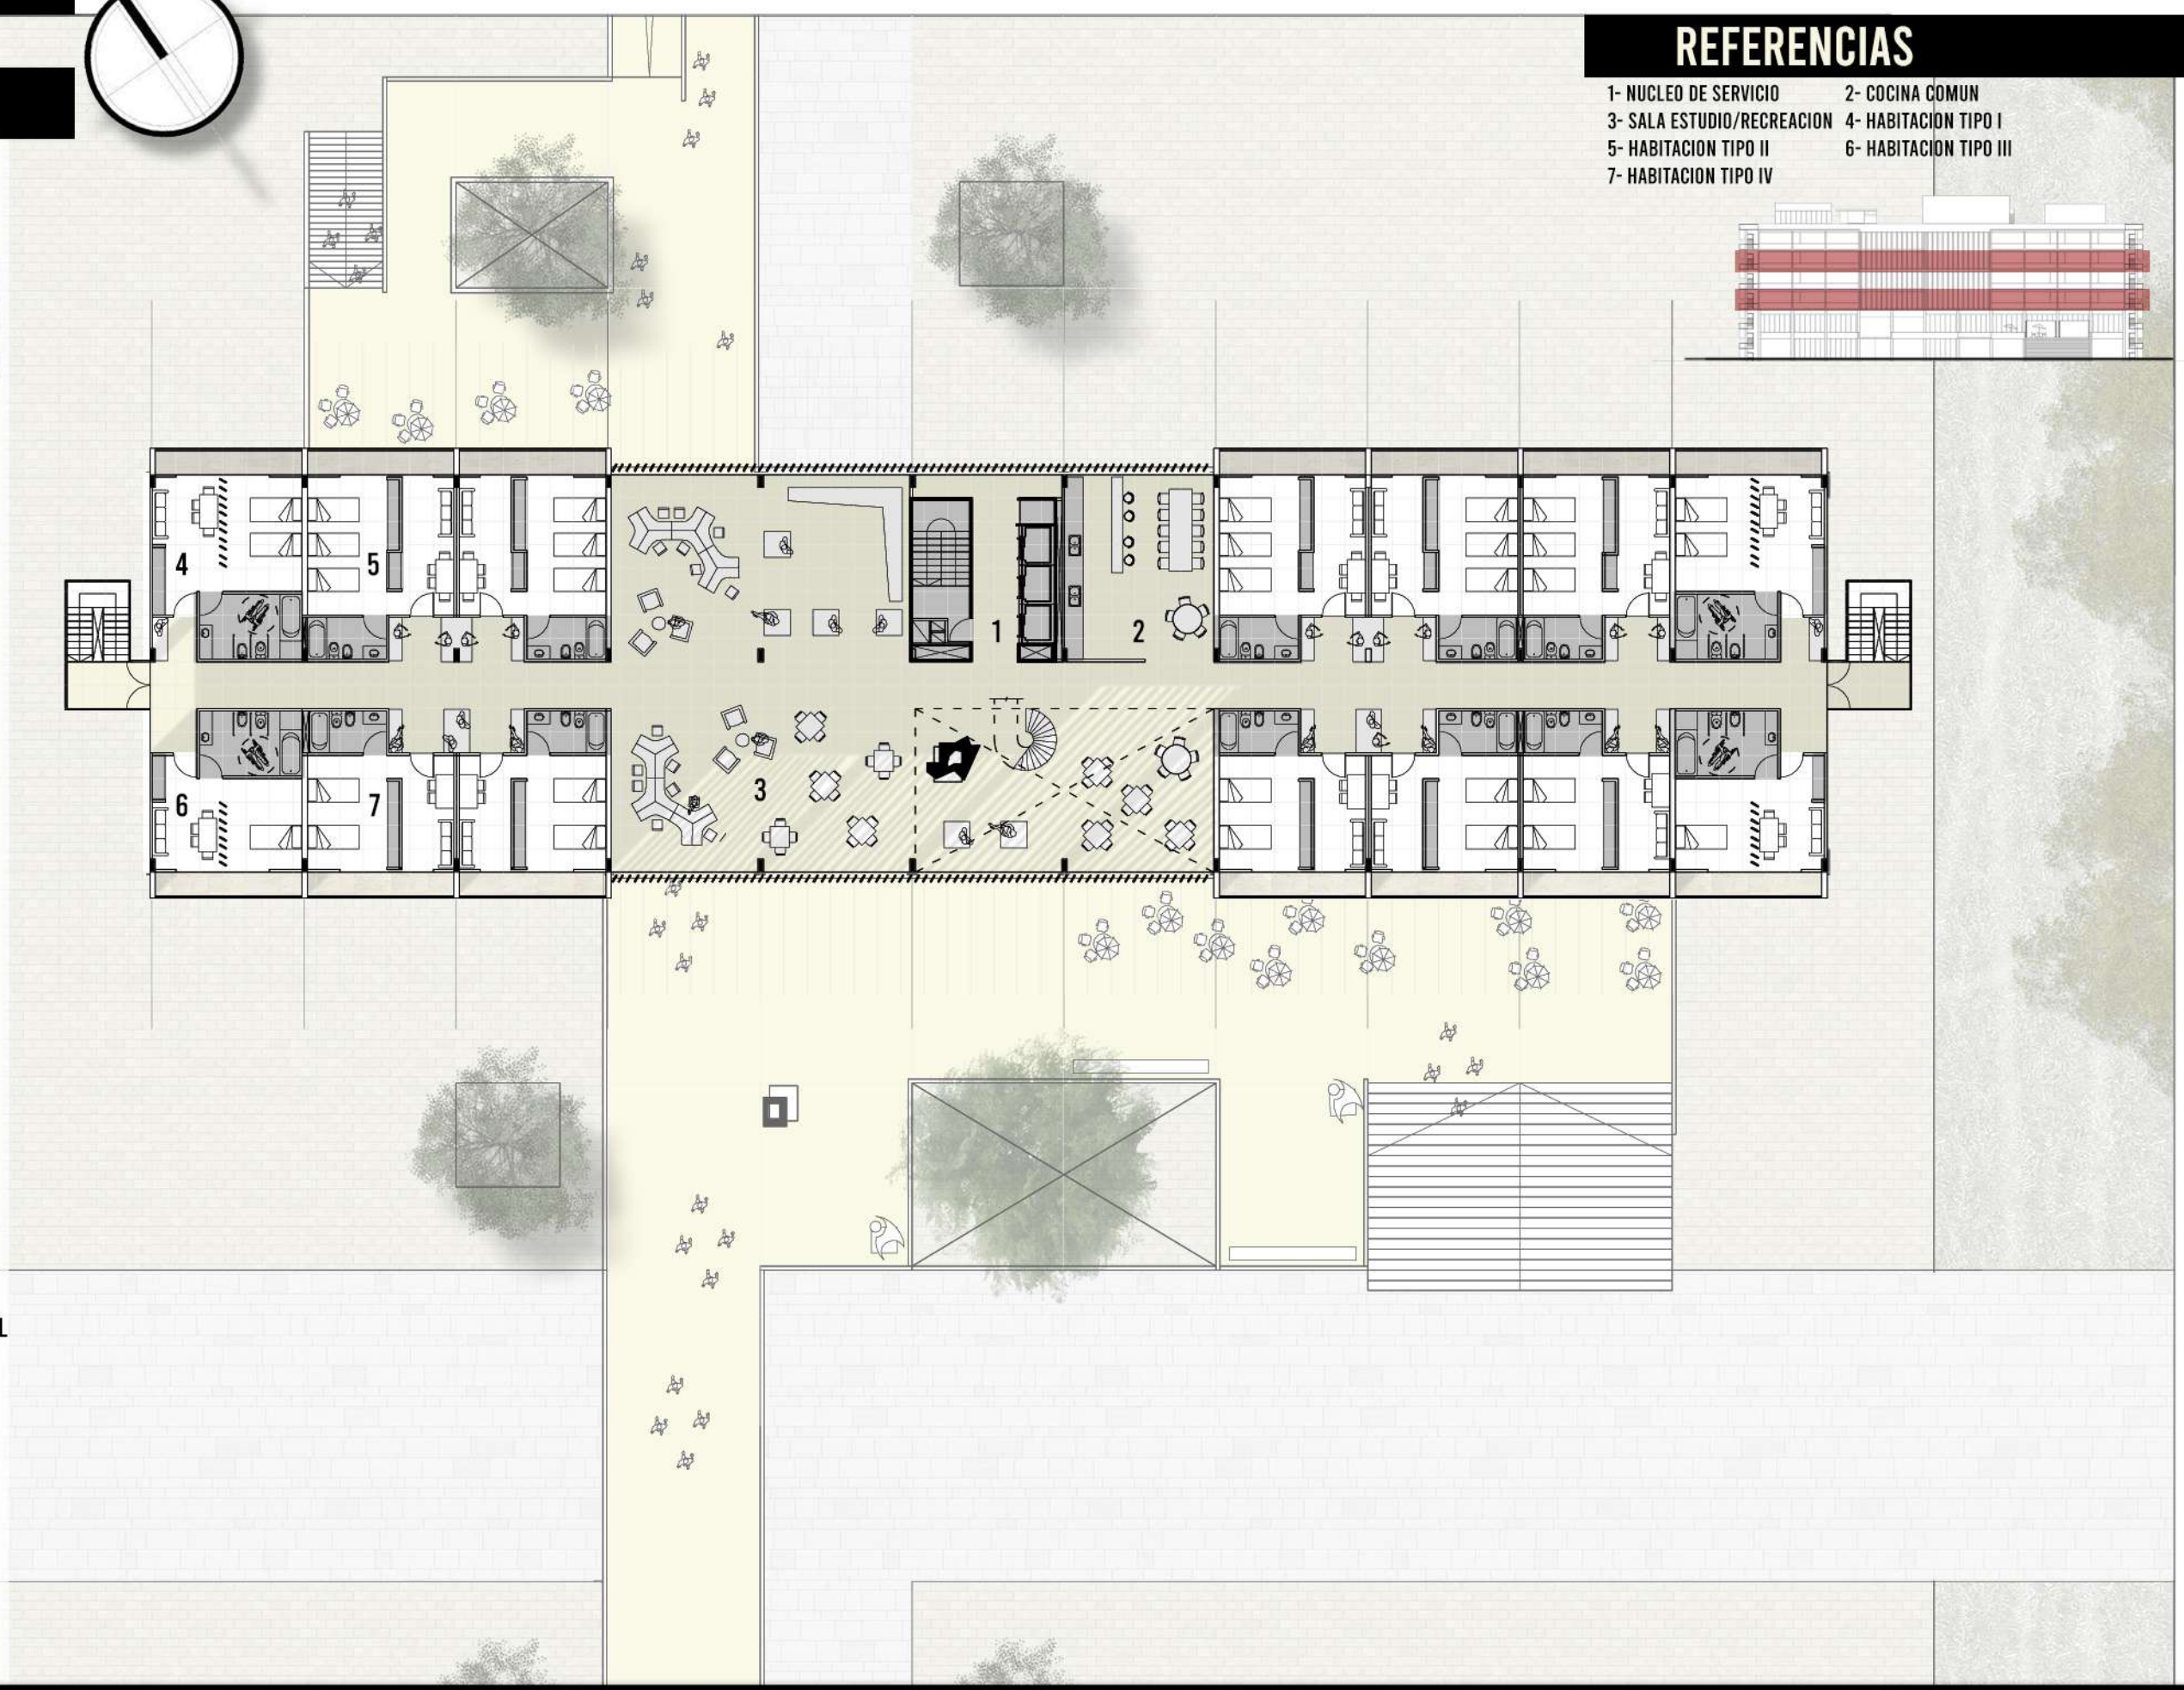 REFERENCIAS
1- NUCLEO DE SERVICIO 2- COCINA COMUN
3- SALA ESTUDIO/RECREACION 4- HABITACION TIPO I
5- HABITACION TIPO II 6- HABITACION TIPO III
7- HABITACION TIPO IV
4
5
1
2
6
7
3